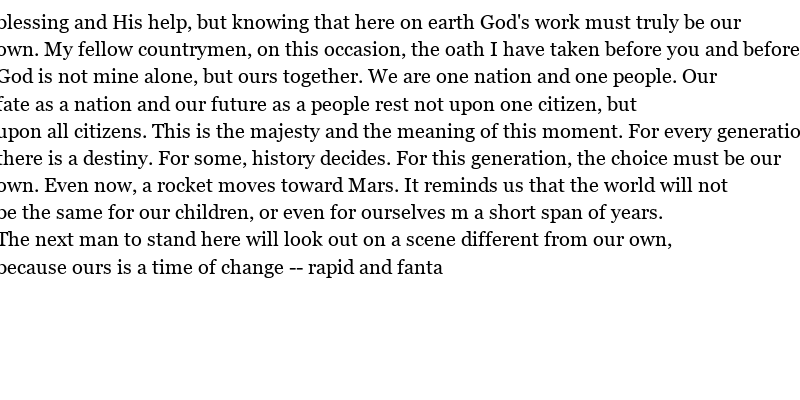 blessing and His help, but knowing that here on earth God's work must truly be our
own. My fellow countrymen, on this occasion, the oath I have taken before you and before
God is not mine alone, but ours together. We are one nation and one people. Our
fate as a nation and our future as a people rest not upon one citizen, but
upon all citizens. This is the majesty and the meaning of this moment. For every generatio
there is a destiny. For some, history decides. For this generation, the choice must be our
own. Even now, a rocket moves toward Mars. It reminds us that the world will not
be the same for our children, or even for ourselves m a short span of years.
The next man to stand here will look out on a scene different from our own,
because ours is a time of change -- rapid and fanta